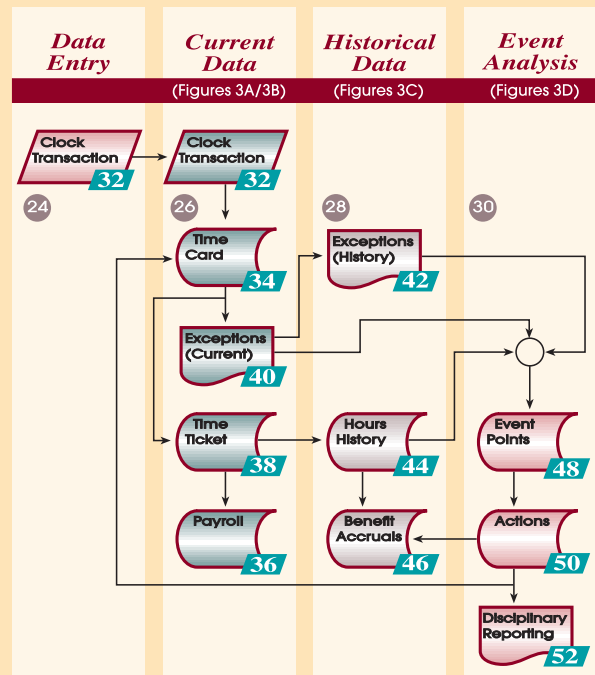 Data
Entry
Current
Data
Historical
Data
Event
Analysis
(Figures 3A/3B)
(Figures 3C)
(Figures 3D)
Clock
Transaction
32
Clock
Transaction
32
24
26
28
30
Time
Card
34
Exceptions
(History)
42
Exceptions
(Current)
40
Time
Ticket
38
Hours
History
44
Event
Points
48
Payroll
36
Benefit
Accruals
46
Actions
50
Disciplinary
Reporting
52